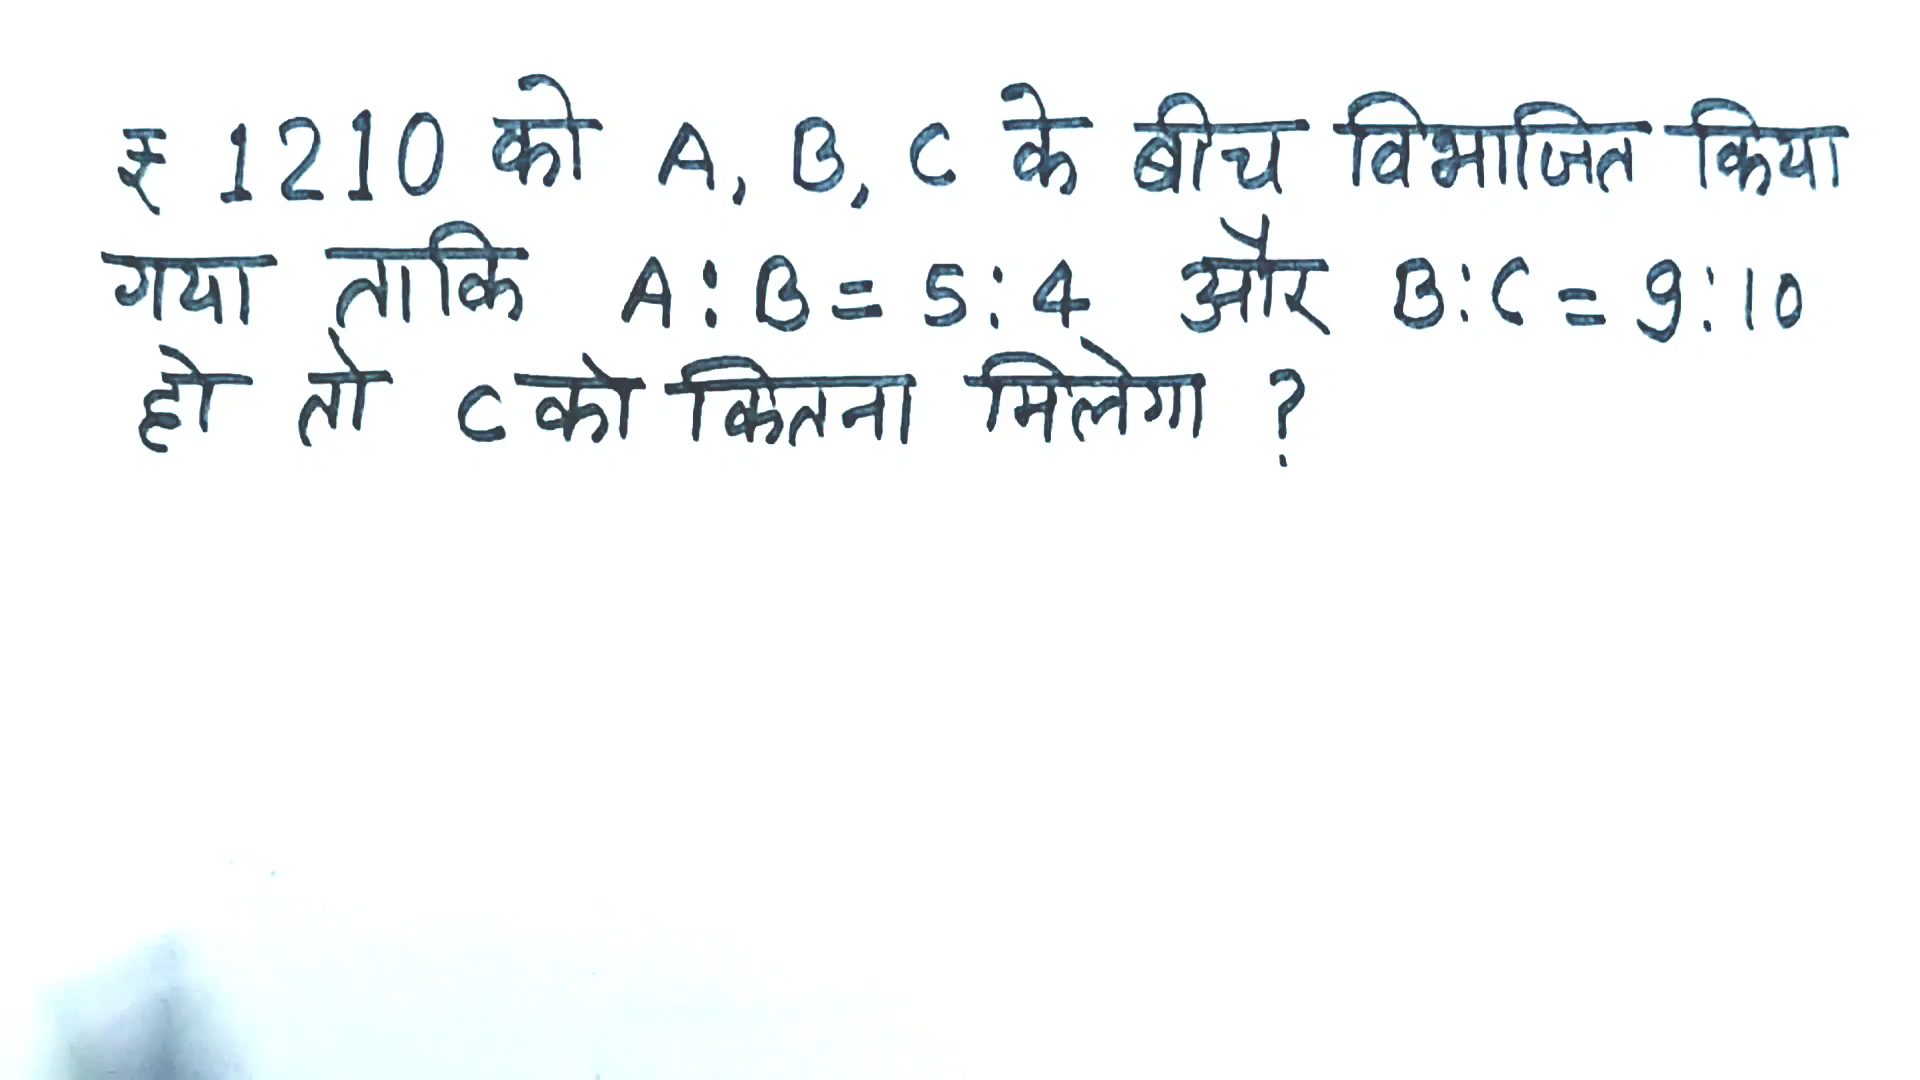 ₹ 1210 को A, B, C के बीच विभाजित किया
गया ताकि A:B = 5:4 और B:C = 9:10
हो तो C को कितना मिलेगा ?